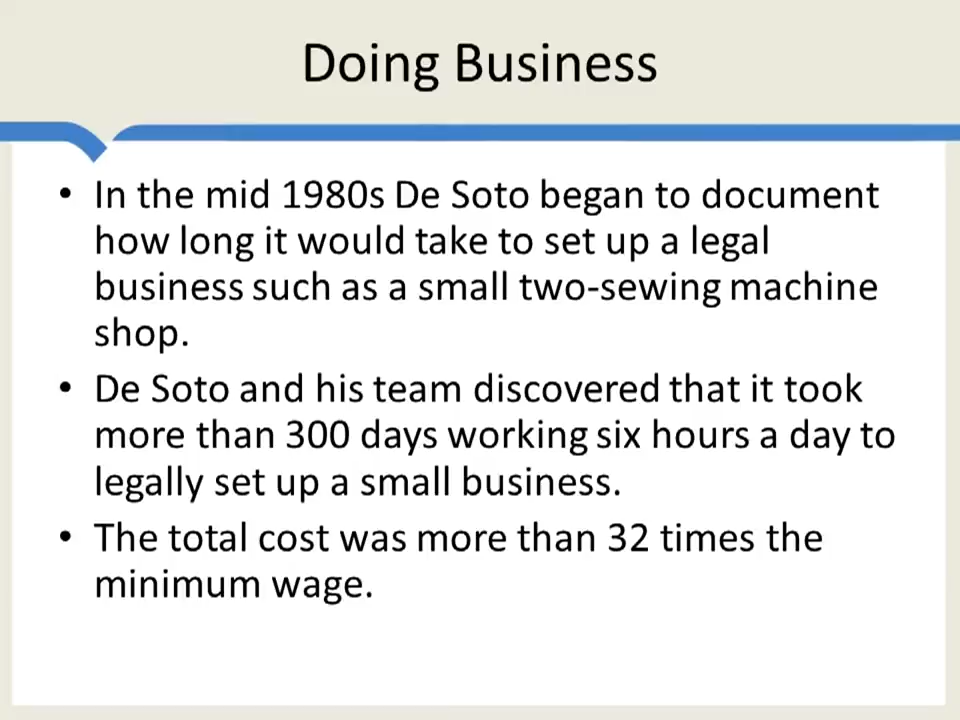 Doing Business
• In the mid 1980s De Soto began to document
how long it would take to set up a legal
business such as a small two-sewing machine
shop.
• De Soto and his team discovered that it took
more than 300 days working six hours a day to
legally set up a small business.
• The total cost was more than 32 times the
minimum wage.